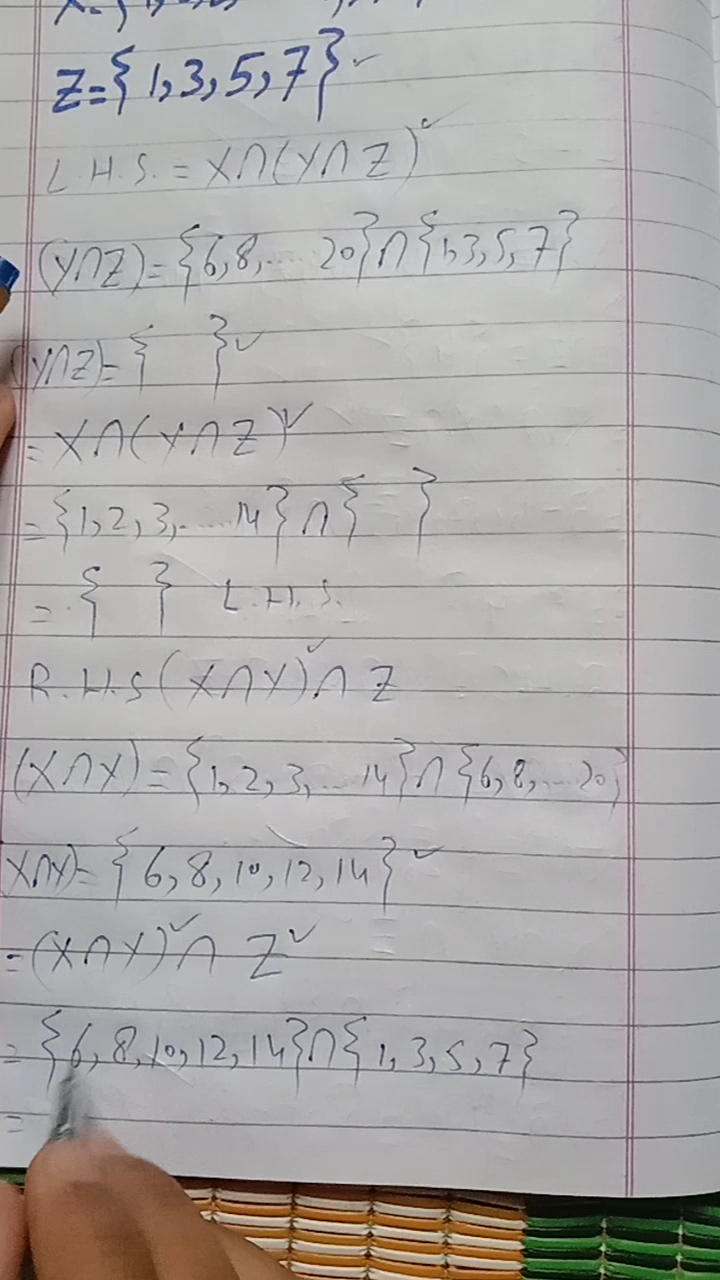 Z={1,3,5,7}
L.H.S.=X∩(Y∩Z)
(Y∩Z)={6,8,....20}∩{1,3,5,7}
(Y∩Z)={ }
=X∩(Y∩Z)
={1,2,3,....14}∩{ }
={ } L.H.S.
R.H.S(X∩Y)∩Z
(X∩Y)={1,2,3,...14}∩{6,8,...20}
X∩Y)={6,8,10,12,14}
=(X∩Y)∩Z
={6,8,10,12,14}∩{1,3,5,7}
=